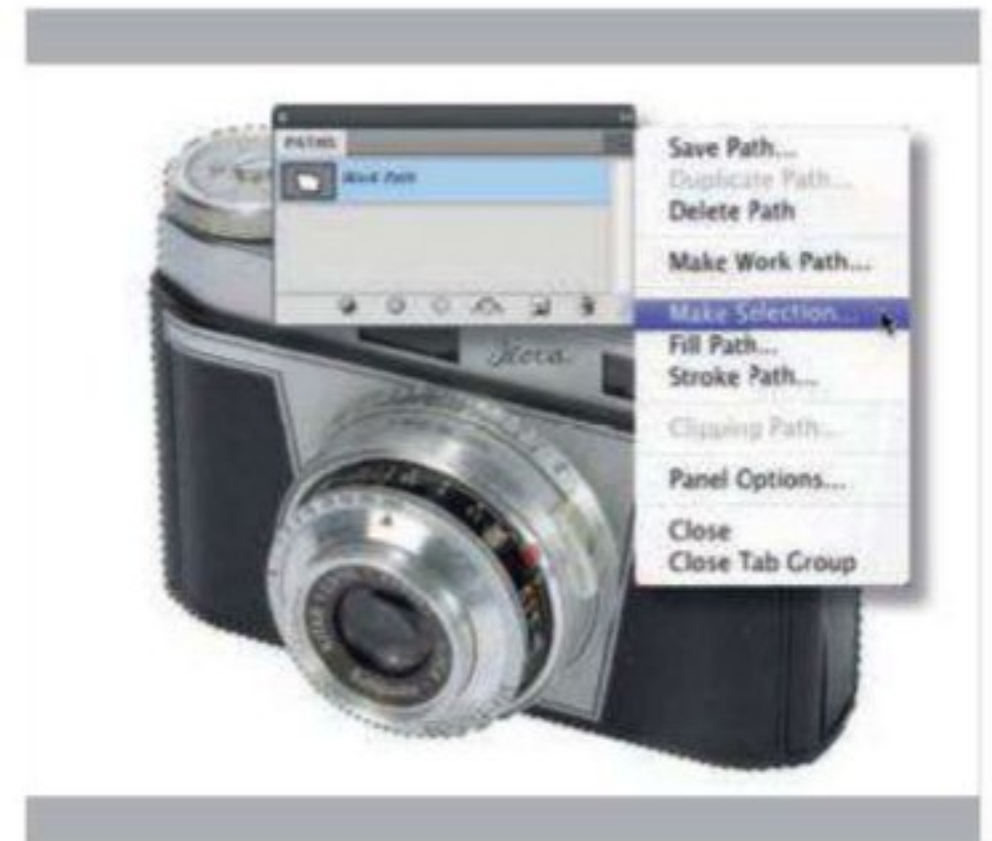 PATHS
Work Path
Save Path...
Duplicate Path...
Delete Path
Make Work Path...
Make Selection...
Fill Path...
Stroke Path...
Clipping Path...
Panel Options...
Close
Close Tab Group